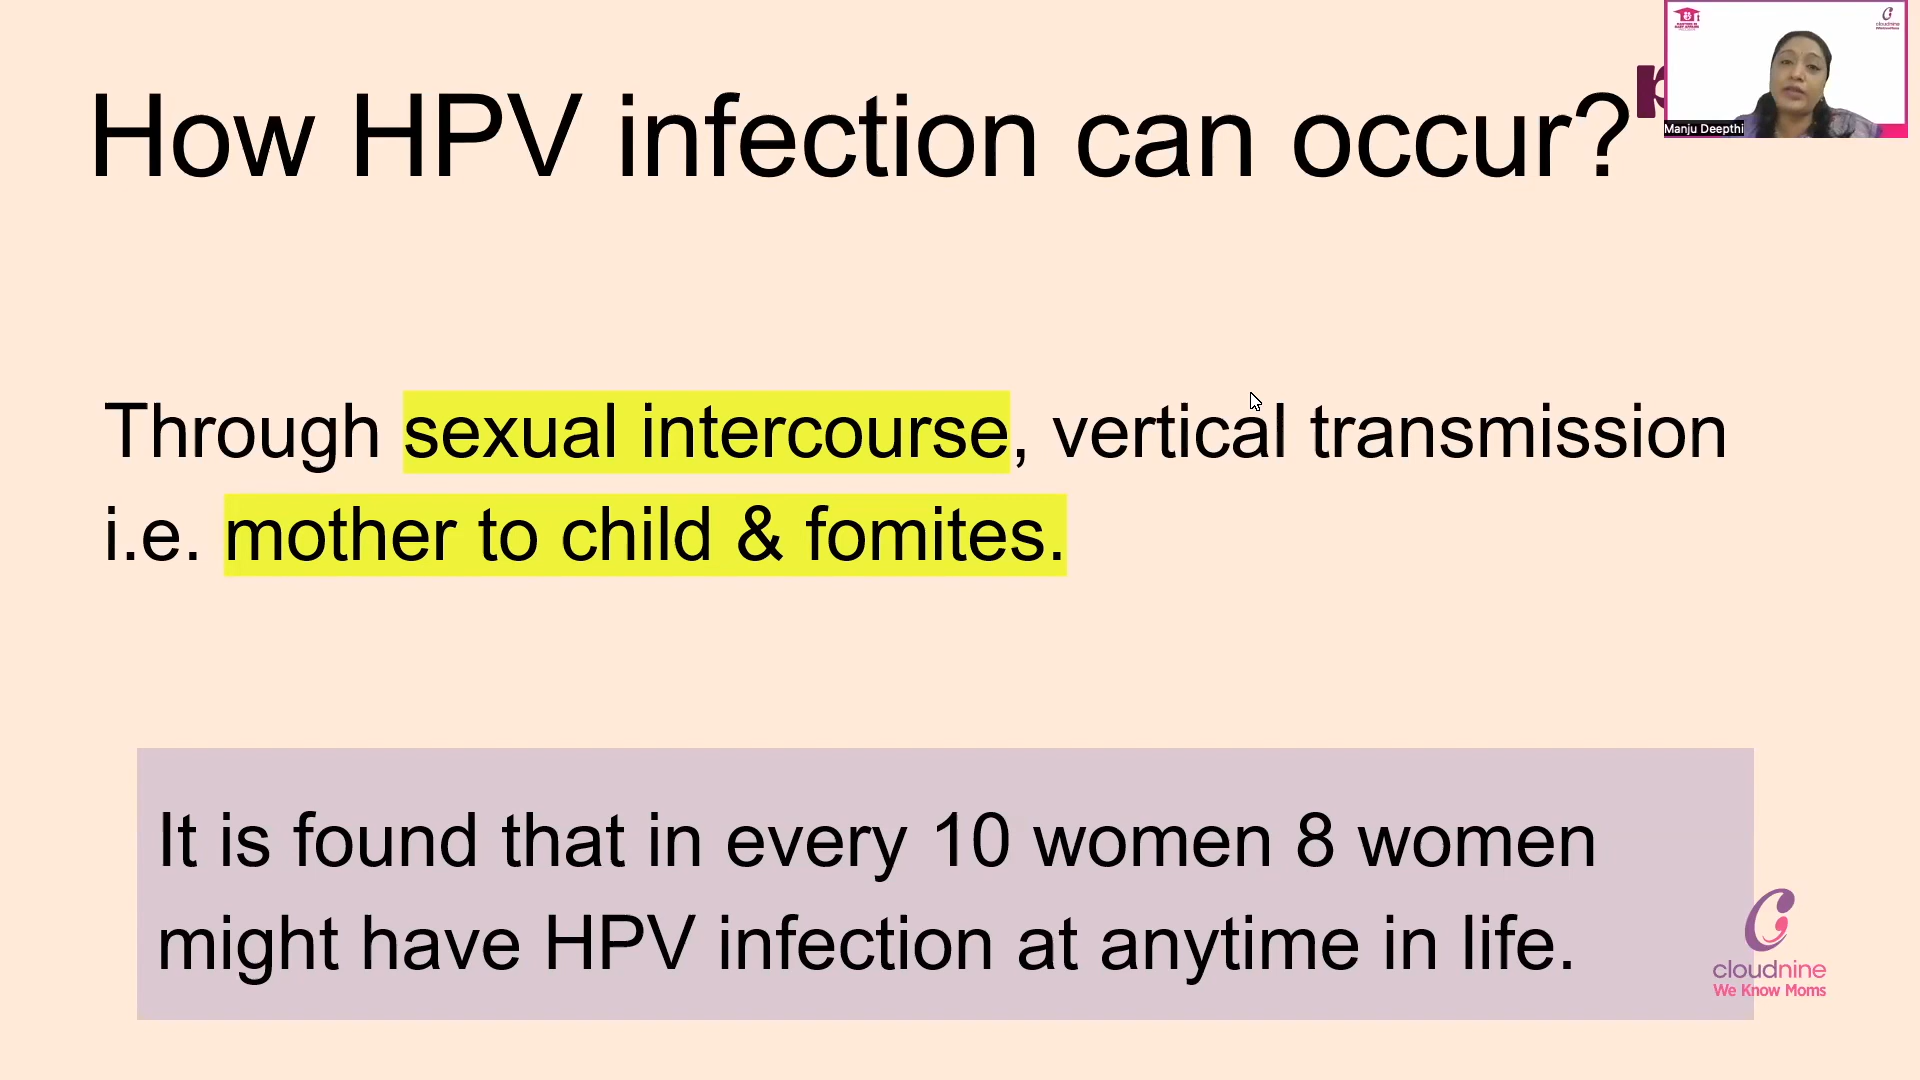 How HPV infection can occur?
Manju Deepthi
Through sexual intercourse, vertical transmission
i.e. mother to child & fomites.
It is found that in every 10 women 8 women
might have HPV infection at anytime in life.
cloudnine
We Know Moms
cloudnine